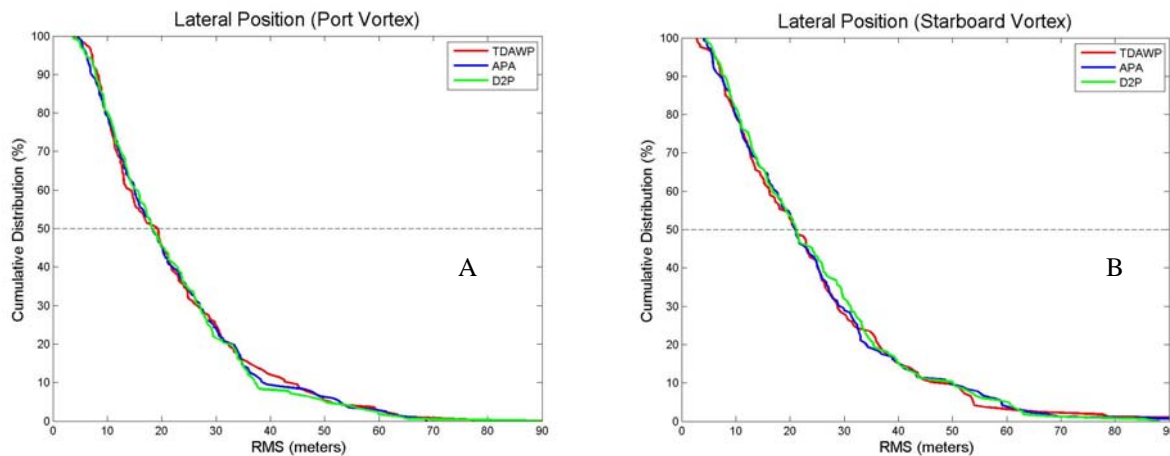 Lateral Position (Port Vortex)
100
90
80
70
60
50
40
30
20
10
0
Cumulative Distribution (%)
TDAWP
APA
D2P
A
0 10 20 30 40 50 60 70 80 90
RMS (meters)
Lateral Position (Starboard Vortex)
100
90
80
70
60
50
40
30
20
10
0
Cumulative Distribution (%)
TDAWP
APA
D2P
B
0 10 20 30 40 50 60 70 80 90
RMS (meters)